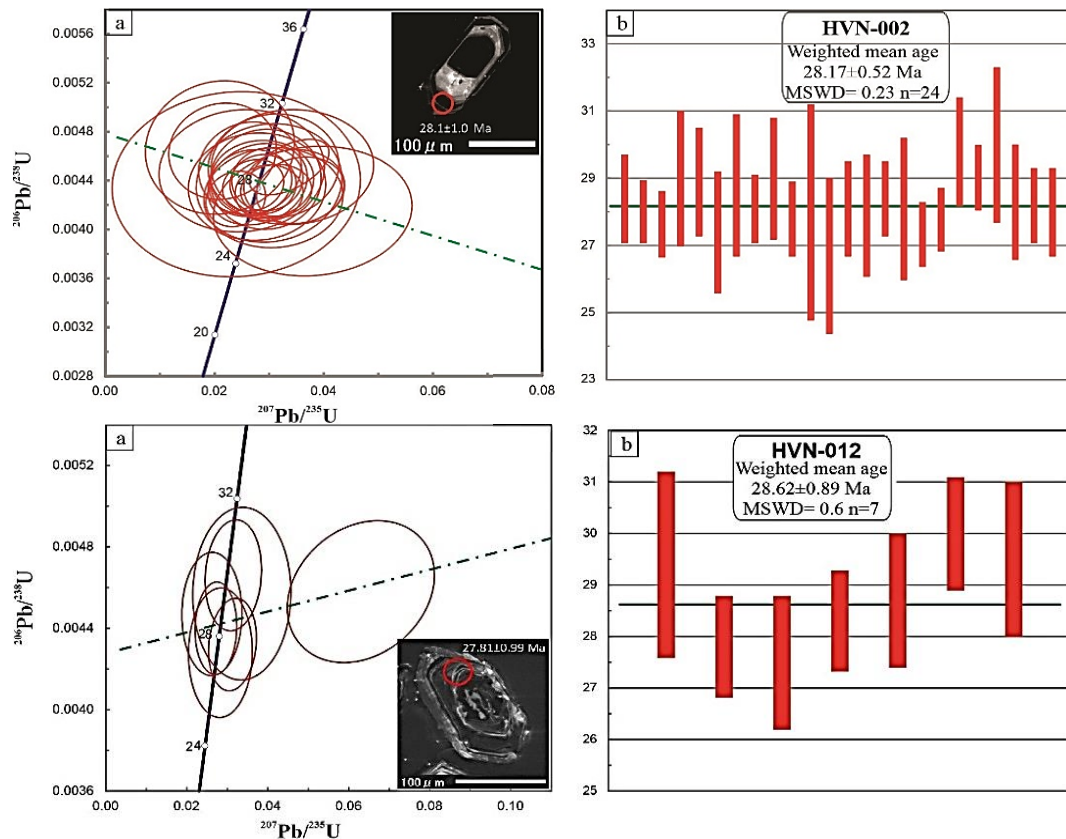 a
0.0056
0.0052
0.0048
0.0044
0.0040
0.0036
0.0032
0.0028
²⁰⁶Pb/²³⁸U
36
32
28
24
20
28.1±1.0 Ma
100 μm
0.00
0.02
0.04
0.06
0.08
²⁰⁷Pb/²³⁵U
b
HVN-002
Weighted mean age
28.17±0.52 Ma
MSWD= 0.23 n=24
33
31
29
27
25
23
a
0.0052
0.0048
0.0044
0.0040
0.0036
²⁰⁶Pb/²³⁸U
32
28
24
27.81±0.99 Ma
100 μm
0.00
0.02
0.04
0.06
0.08
0.10
²⁰⁷Pb/²³⁵U
b
HVN-012
Weighted mean age
28.62±0.89 Ma
MSWD= 0.6 n=7
32
31
30
29
28
27
26
25